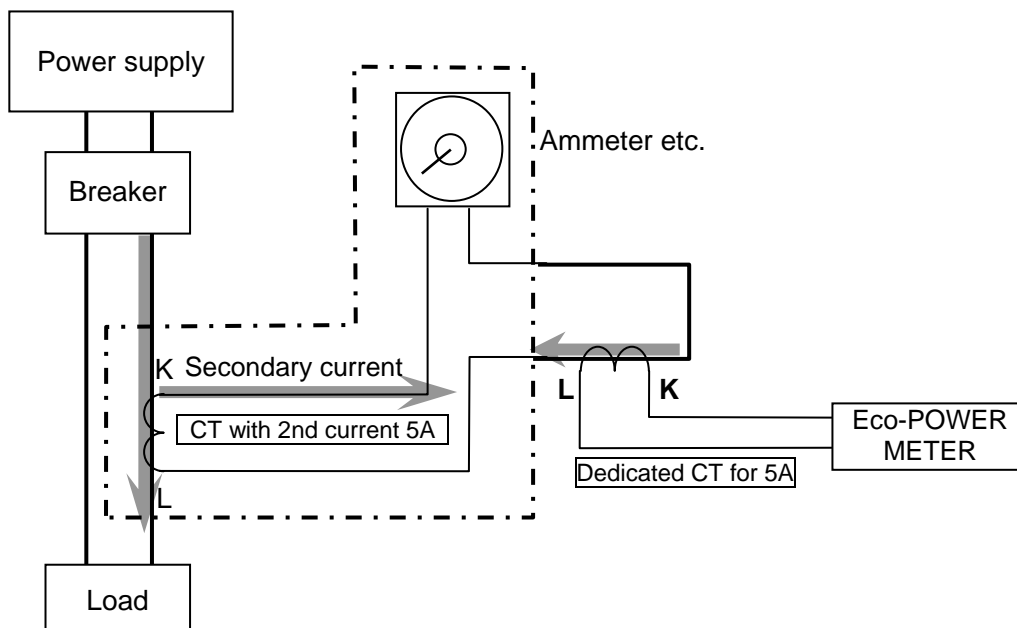 Power supply
Ammeter etc.
Breaker
K
Secondary current
CT with 2nd current 5A
L
K
Eco-POWER
METER
Dedicated CT for 5A
L
Load